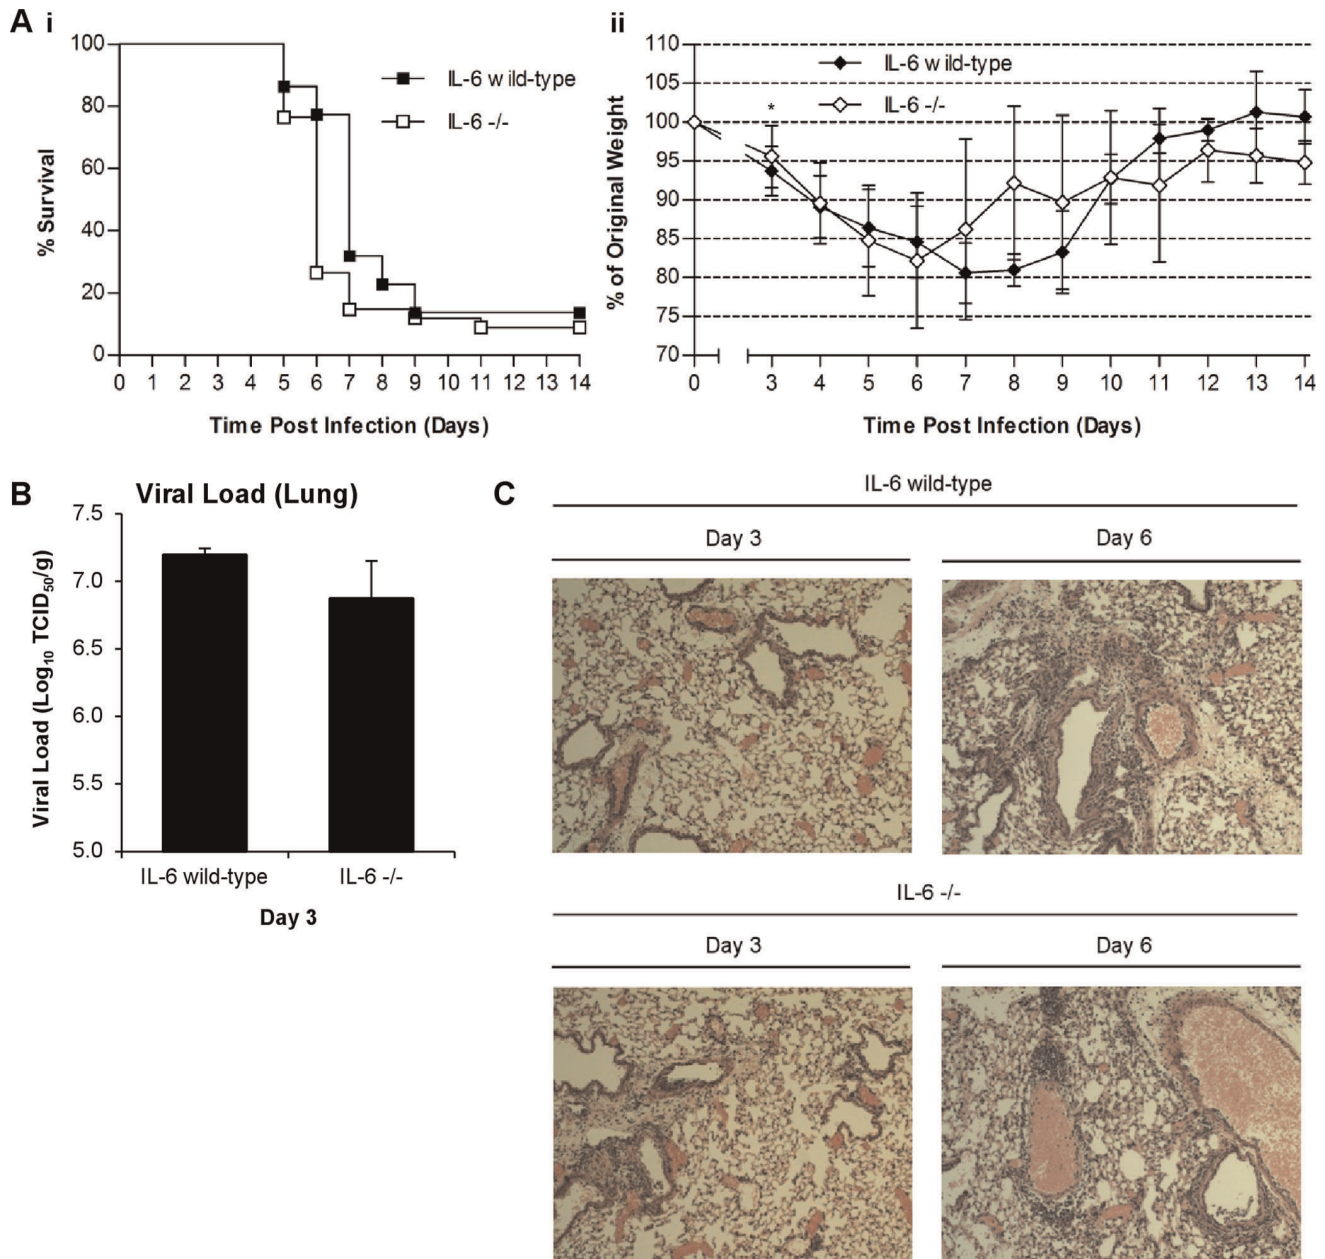 A i
100
80
60
40
20
0
% Survival
IL-6 wild-type
IL-6 -/-
0 1 2 3 4 5 6 7 8 9 10 11 12 13 14
Time Post Infection (Days)
ii
110
105
100
95
90
85
80
75
70
% of Original Weight
IL-6 wild-type
IL-6 -/-
*
0 3 4 5 6 7 8 9 10 11 12 13 14
Time Post Infection (Days)
B
Viral Load (Lung)
7.5
7.0
6.5
6.0
5.5
5.0
Viral Load (Log₁₀ TCID₅₀/g)
IL-6 wild-type IL-6 -/-
Day 3
C
IL-6 wild-type
Day 3 Day 6
IL-6 -/-
Day 3 Day 6